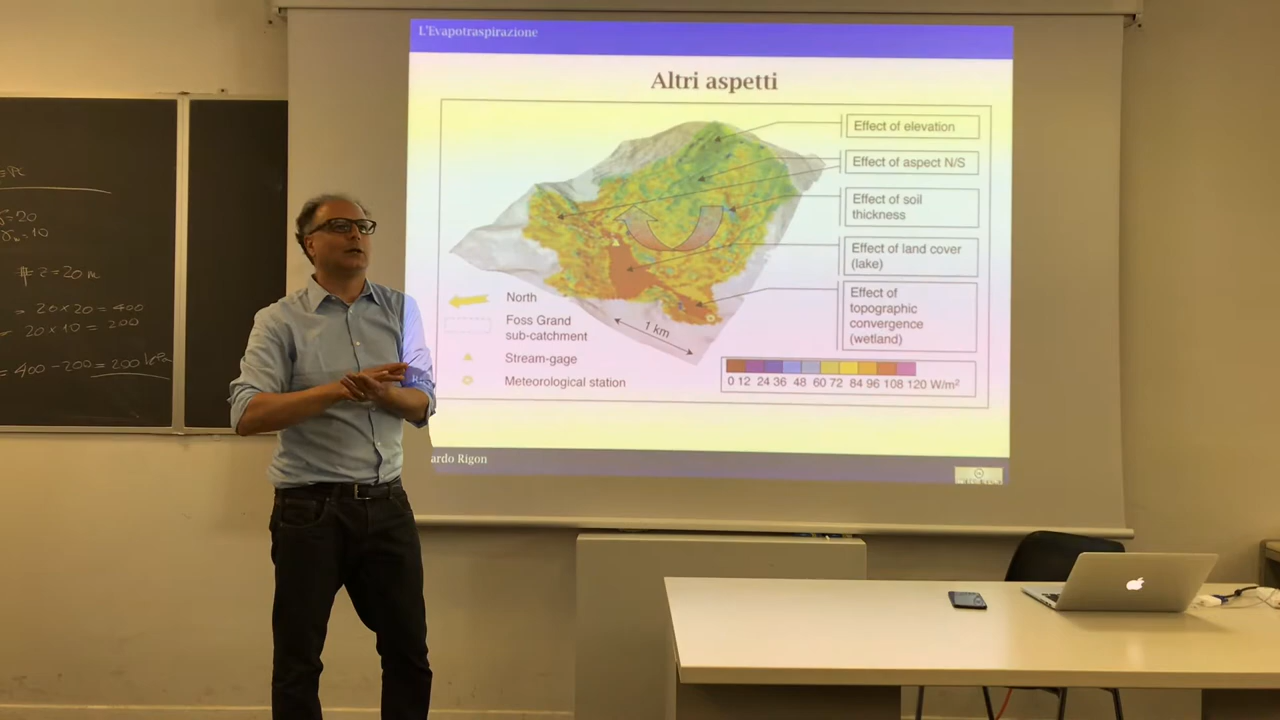 z = 20 m
= 20 x 20 = 400
20 x 10 = 200
= 400 - 200 = 200
L'Evapotraspirazione
Altri aspetti
Effect of elevation
Effect of aspect N/S
Effect of soil
thickness
Effect of land cover
(lake)
Effect of
topographic
convergence
(wetland)
North
Foss Grand
sub-catchment
Stream-gage
Meteorological station
1 km
0 12 24 36 48 60 72 84 96 108 120 W/m²
ardo Rigon